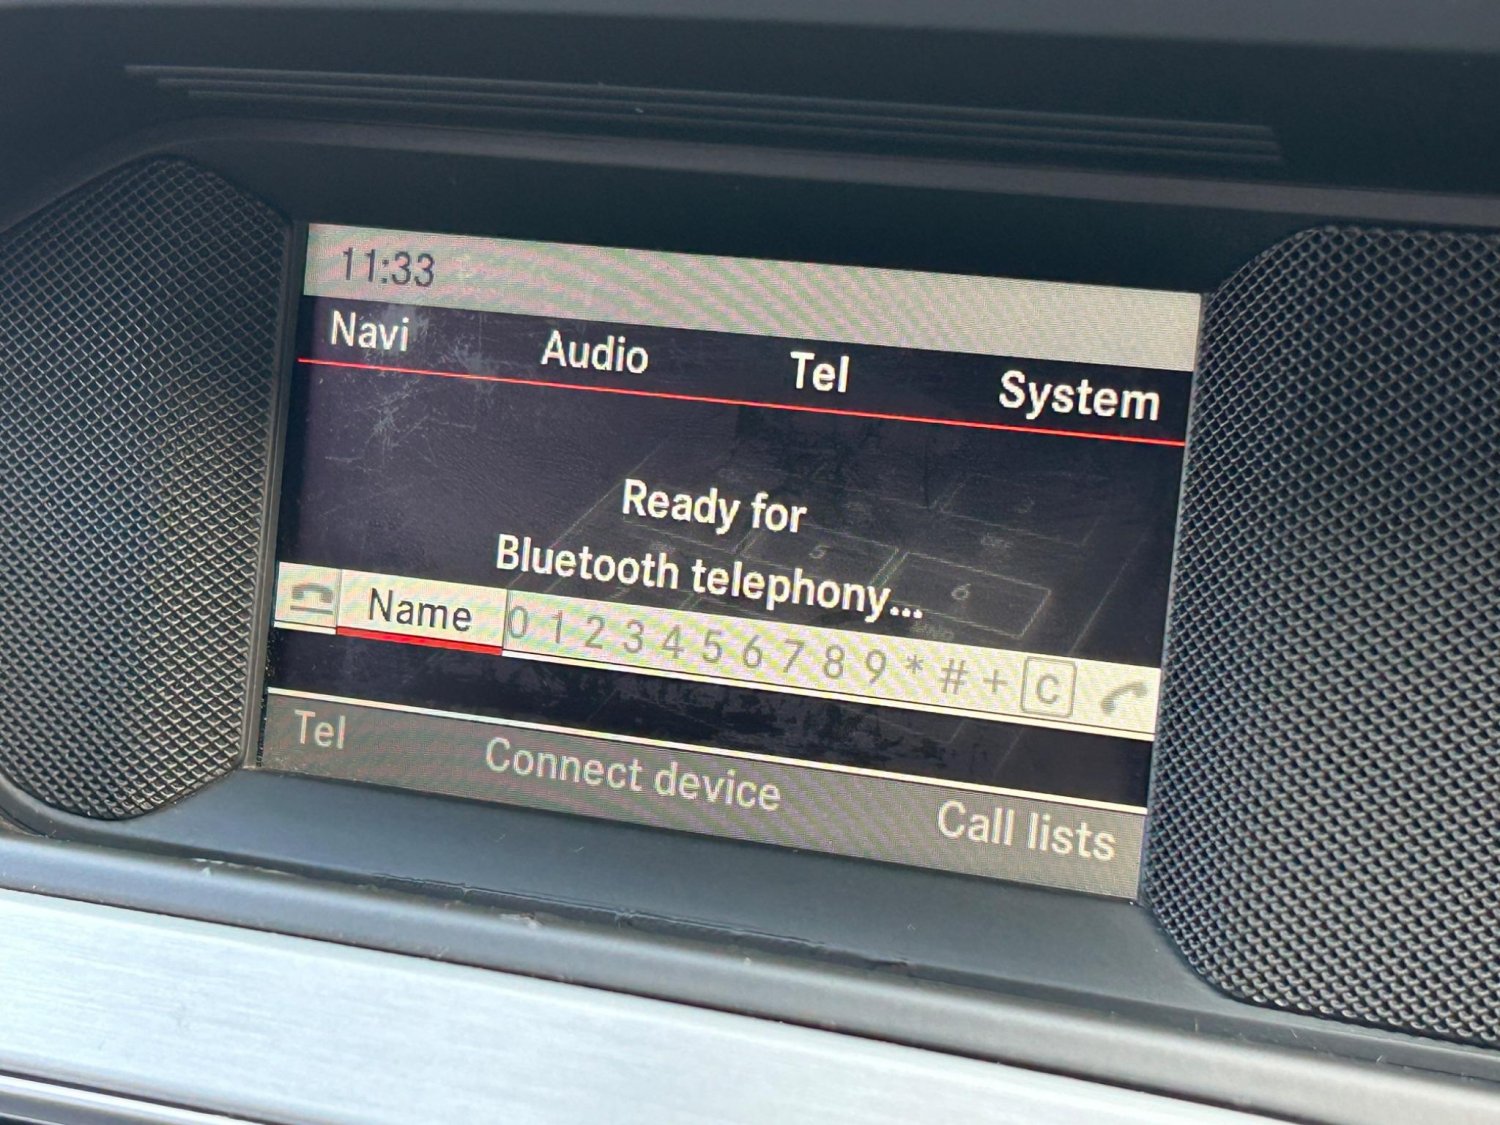 11:33
Navi Audio Tel System
Ready for
Bluetooth telephony...
Name 0 1 2 3 4 5 6 7 8 9 * # + C
Tel Connect device Call lists